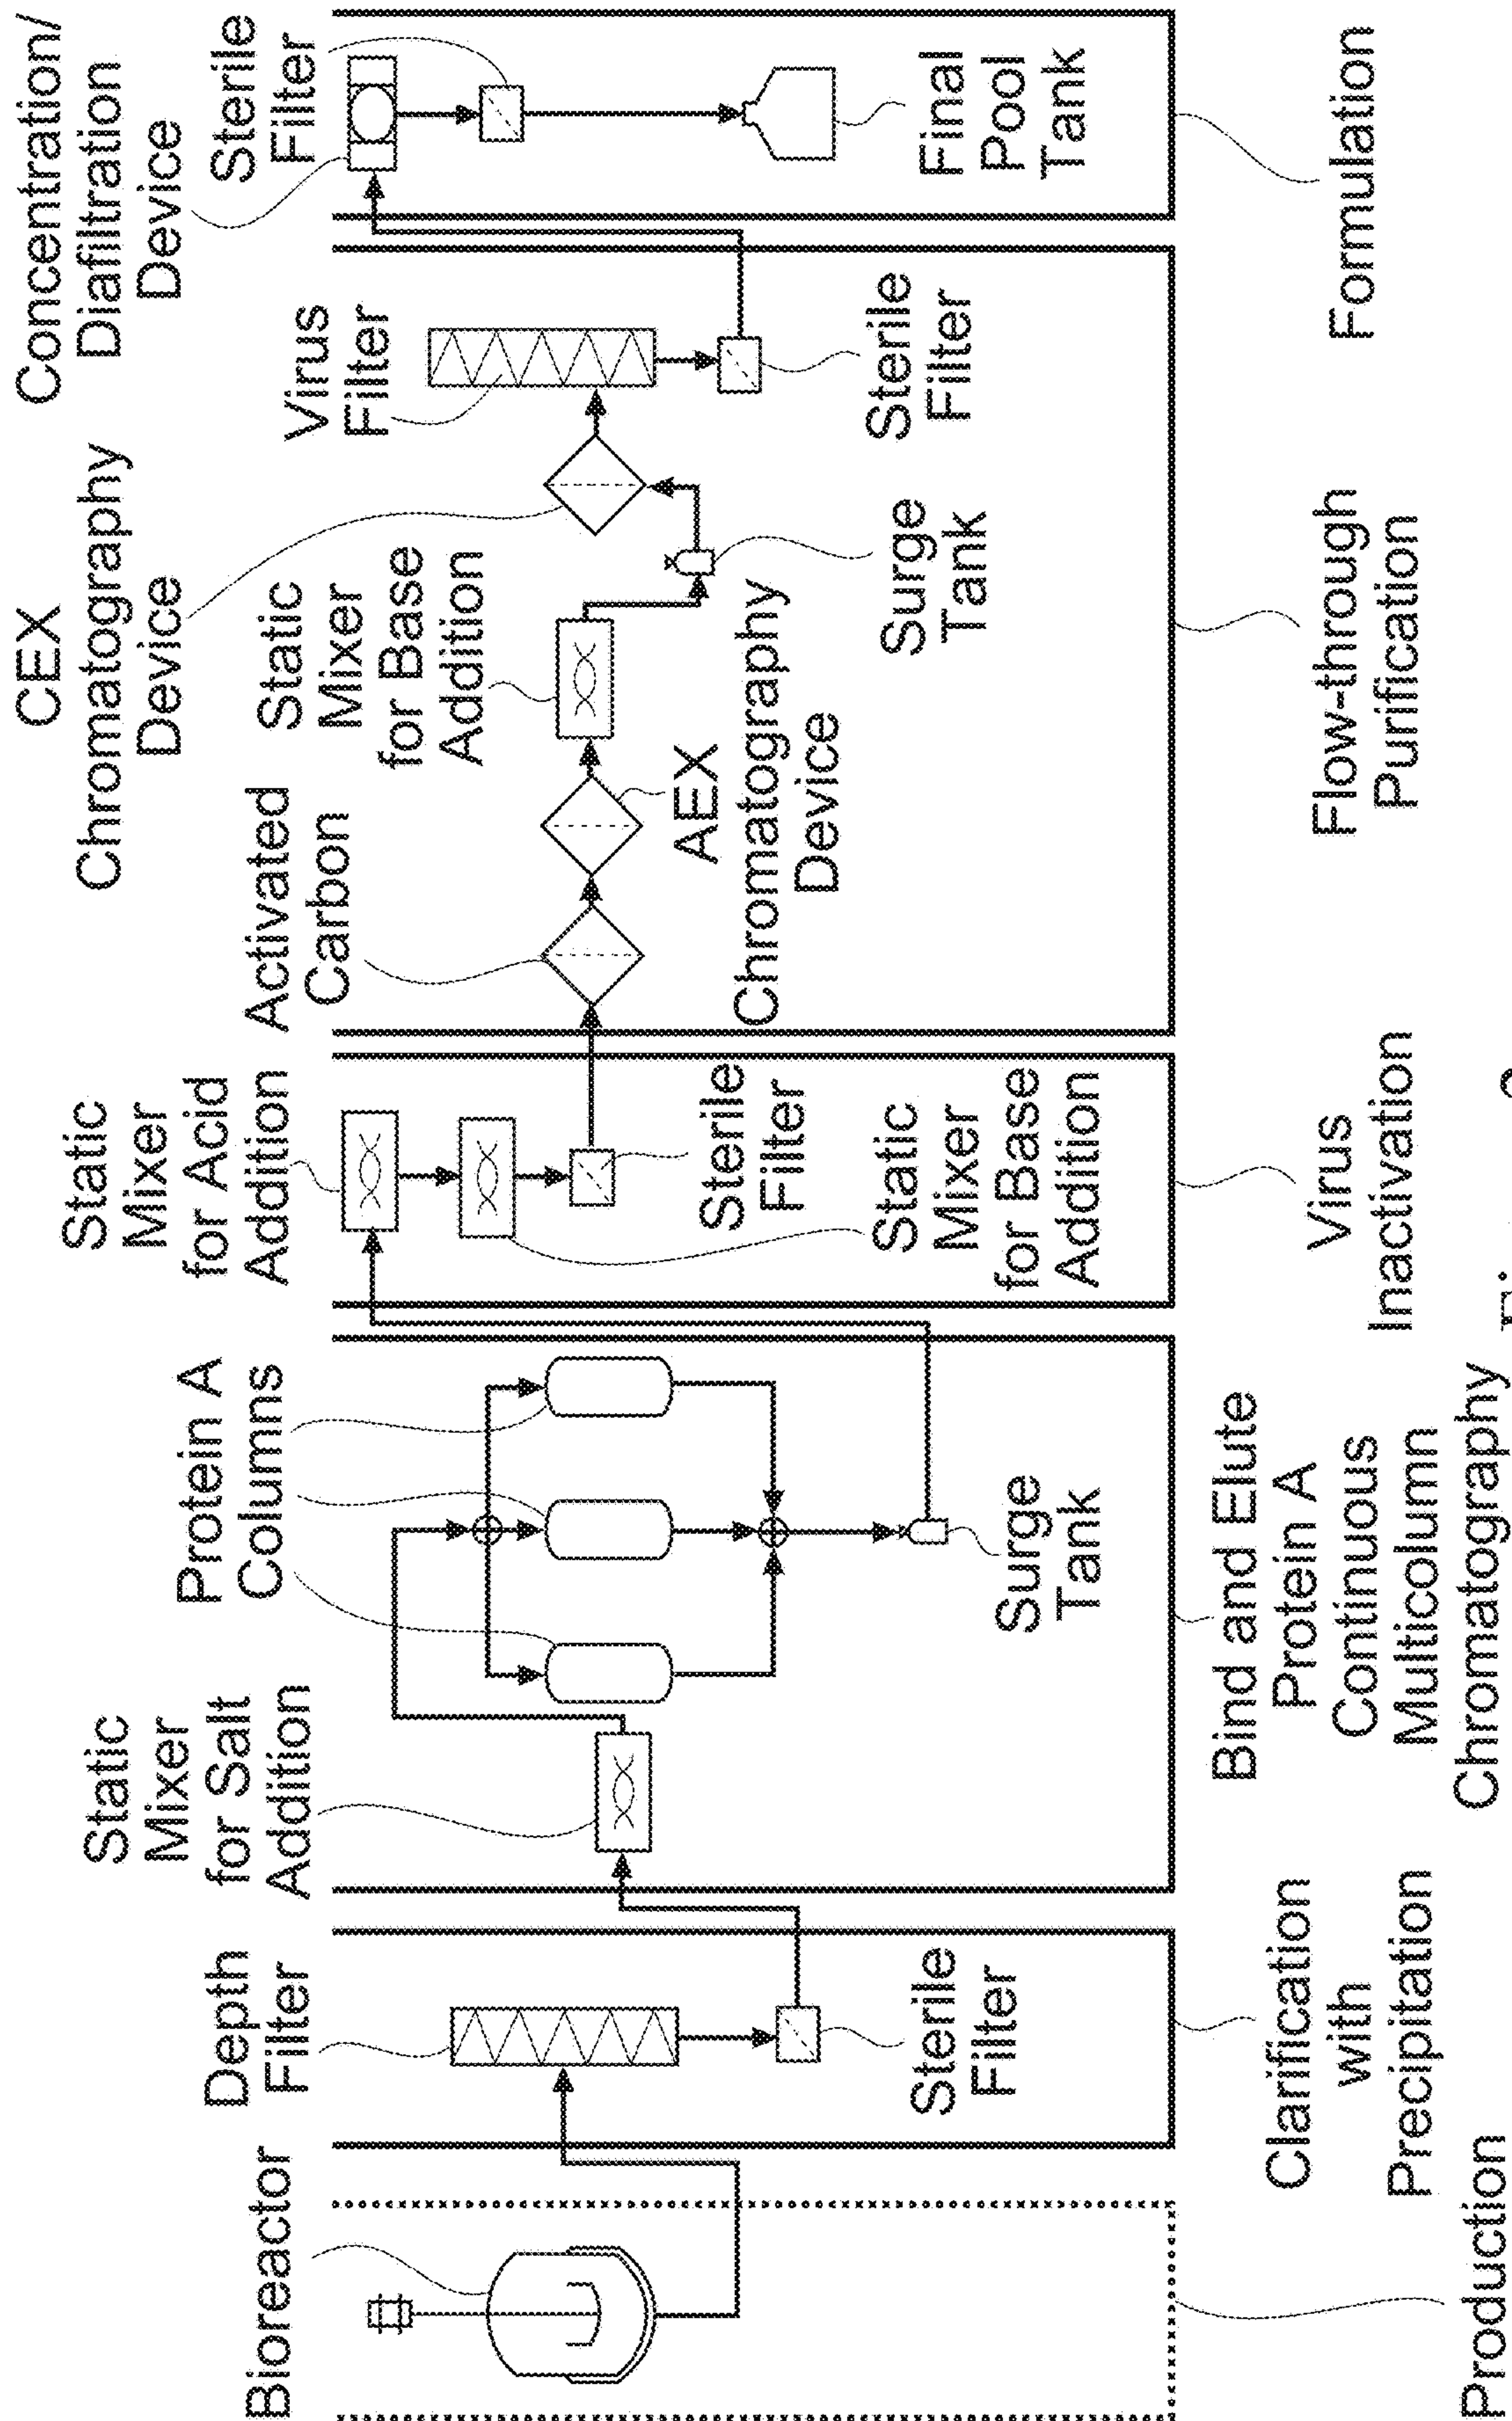 Bioreactor
Depth
Filter
Static
Mixer
for Salt
Addition
Protein A
Columns
Static
Mixer
for Acid
Addition
Activated
Carbon
CEX
Chromatography
Device
Static
Mixer
for Base
Addition
Virus
Filter
Concentration/
Diafiltration
Device
Sterile
Filter
Sterile
Filter
Surge
Tank
Sterile
Filter
Static
Mixer
for Base
Addition
AEX
Chromatography
Device
Surge
Tank
Sterile
Filter
Final
Pool
Tank
Production
Clarification
with
Precipitation
Bind and Elute
Protein A
Continuous
Multicolumn
Chromatography
Virus
Inactivation
Flow-through
Purification
Formulation